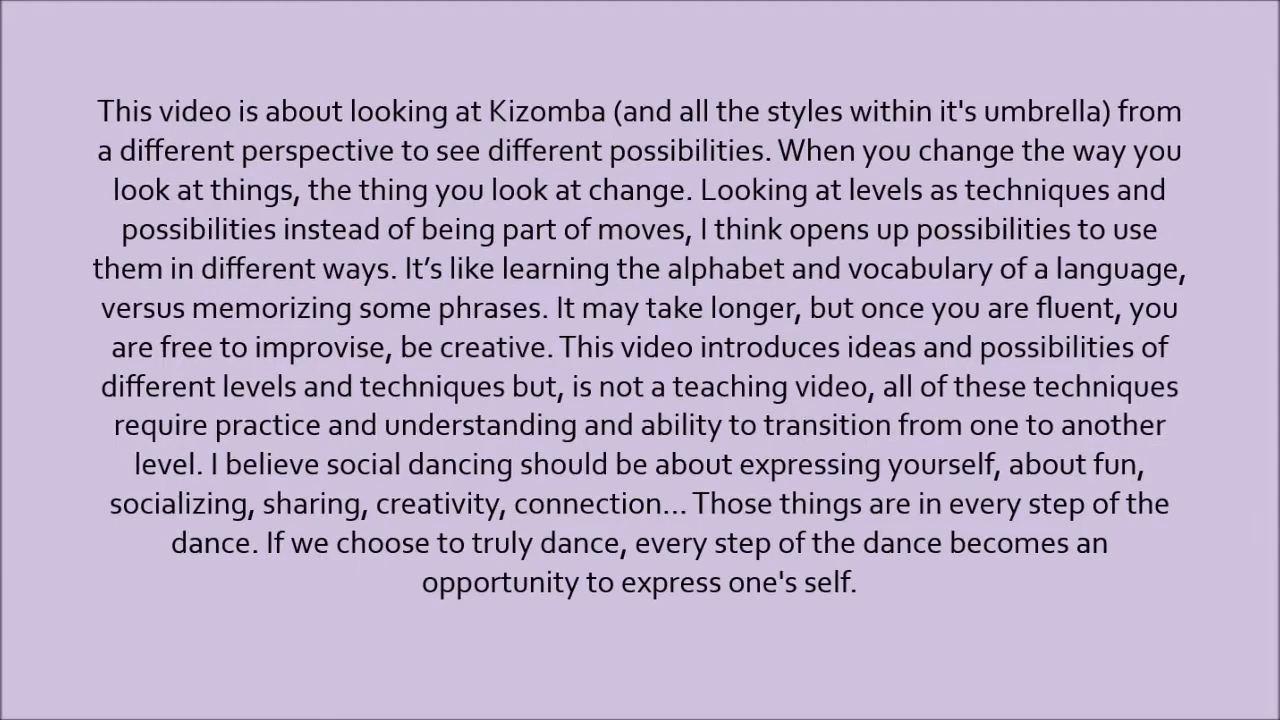 This video is about looking at Kizomba (and all the styles within it's umbrella) from
a different perspective to see different possibilities. When you change the way you
look at things, the thing you look at change. Looking at levels as techniques and
possibilities instead of being part of moves, I think opens up possibilities to use
them in different ways. It’s like learning the alphabet and vocabulary of a language,
versus memorizing some phrases. It may take longer, but once you are fluent, you
are free to improvise, be creative. This video introduces ideas and possibilities of
different levels and techniques but, is not a teaching video, all of these techniques
require practice and understanding and ability to transition from one to another
level. I believe social dancing should be about expressing yourself, about fun,
socializing, sharing, creativity, connection... Those things are in every step of the
dance. If we choose to truly dance, every step of the dance becomes an
opportunity to express one's self.